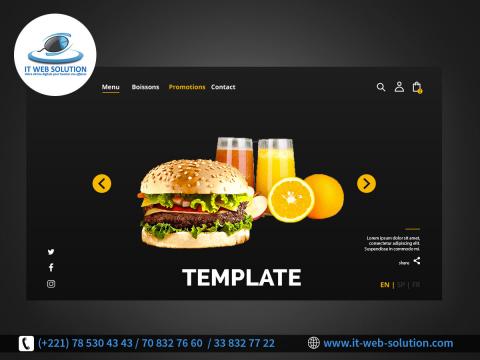 IT WEB SOLUTION
Menu Boissons Promotions Contact
Lorem ipsum dolor sit amet,
consectetur adipiscing elit.
Suspendisse in commodo mi.
share
TEMPLATE
EN | SP | FR
(+221) 78 530 43 43 / 70 832 76 60 / 33 832 77 22
www.it-web-solution.com